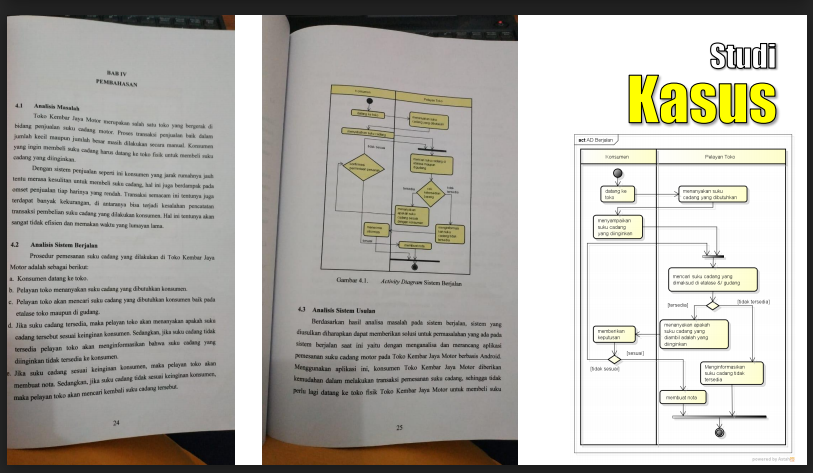 BAB IV
PEMBAHASAN
4.1 Analisis Masalah
Toko Kembar Jaya Motor merupakan salah satu toko yang bergerak di
bidang penjualan suku cadang motor. Proses transaksi penjualan baik dalam
jumlah kecil maupun jumlah besar masih dilakukan secara manual. Konsumen
yang ingin membeli suku cadang harus datang ke toko fisik untuk membeli suku
cadang yang diinginkan.
Dengan sistem penjualan seperti ini konsumen yang jarak rumahnya jauh
tentu merasa kesulitan untuk membeli suku cadang, hal ini juga berdampak pada
omset penjualan tiap harinya yang rendah. Transaksi semacam ini tentunya juga
terdapat banyak kekurangan, di antaranya bisa terjadi kesalahan pencatatan
transaksi pembelian suku cadang yang dilakukan konsumen. Hal ini tentunya akan
sangat tidak efisien dan memakan waktu yang lumayan lama.
4.2 Analisis Sistem Berjalan
Prosedur pemesanan suku cadang yang dilakukan di Toko Kembar Jaya
Motor adalah sebagai berikut:
a. Konsumen datang ke toko.
b. Pelayan toko menanyakan suku cadang yang dibutuhkan konsumen.
c. Pelayan toko akan mencari suku cadang yang dibutuhkan konsumen baik pada
etalase toko maupun di gudang.
d. Jika suku cadang tersedia, maka pelayan toko akan menanyakan apakah suku
cadang tersebut sesuai keinginan konsumen. Sedangkan, jika suku cadang tidak
tersedia pelayan toko akan menginformasikan bahwa suku cadang yang
diinginkan tidak tersedia ke konsumen.
e. Jika suku cadang sesuai keinginan konsumen, maka pelayan toko akan
membuat nota. Sedangkan, jika suku cadang tidak sesuai keinginan konsumen,
maka pelayan toko akan mencari kembali suku cadang tersebut.
24
Konsumen
Pelayan Toko
datang ke toko
Gambar 4.1. Activity Diagram Sistem Berjalan
4.3 Analisis Sistem Usulan
Berdasarkan hasil analisa masalah pada sistem berjalan, sistem yang
diusulkan diharapkan dapat memberikan solusi untuk permasalahan yang ada pada
sistem berjalan saat ini yaitu dengan menganalisa dan merancang aplikasi
pemesanan suku cadang motor pada Toko Kembar Jaya Motor berbasis Android.
Menggunakan aplikasi ini, konsumen Toko Kembar Jaya Motor diberikan
kemudahan dalam melakukan transaksi pemesanan suku cadang, sehingga tidak
perlu lagi datang ke toko fisik Toko Kembar Jaya Motor untuk membeli suku
25
Studi
Kasus
act AD Berjalan
Konsumen
Pelayan Toko
datang ke
toko
menanyakan suku
cadang yang dibutuhkan
menyampaikan
suku cadang
yang diinginkan
mencari suku cadang yang
dimaksud di etalase & gudang
[tersedia]
[tidak tersedia]
memberikan
keputusan
menanyakan apakah
suku cadang yang
diambil adalah yang
diinginkan
[sesuai]
[tidak sesuai]
Menginformasikan
suku cadang tidak
tersedia
membuat nota
powered by Astah